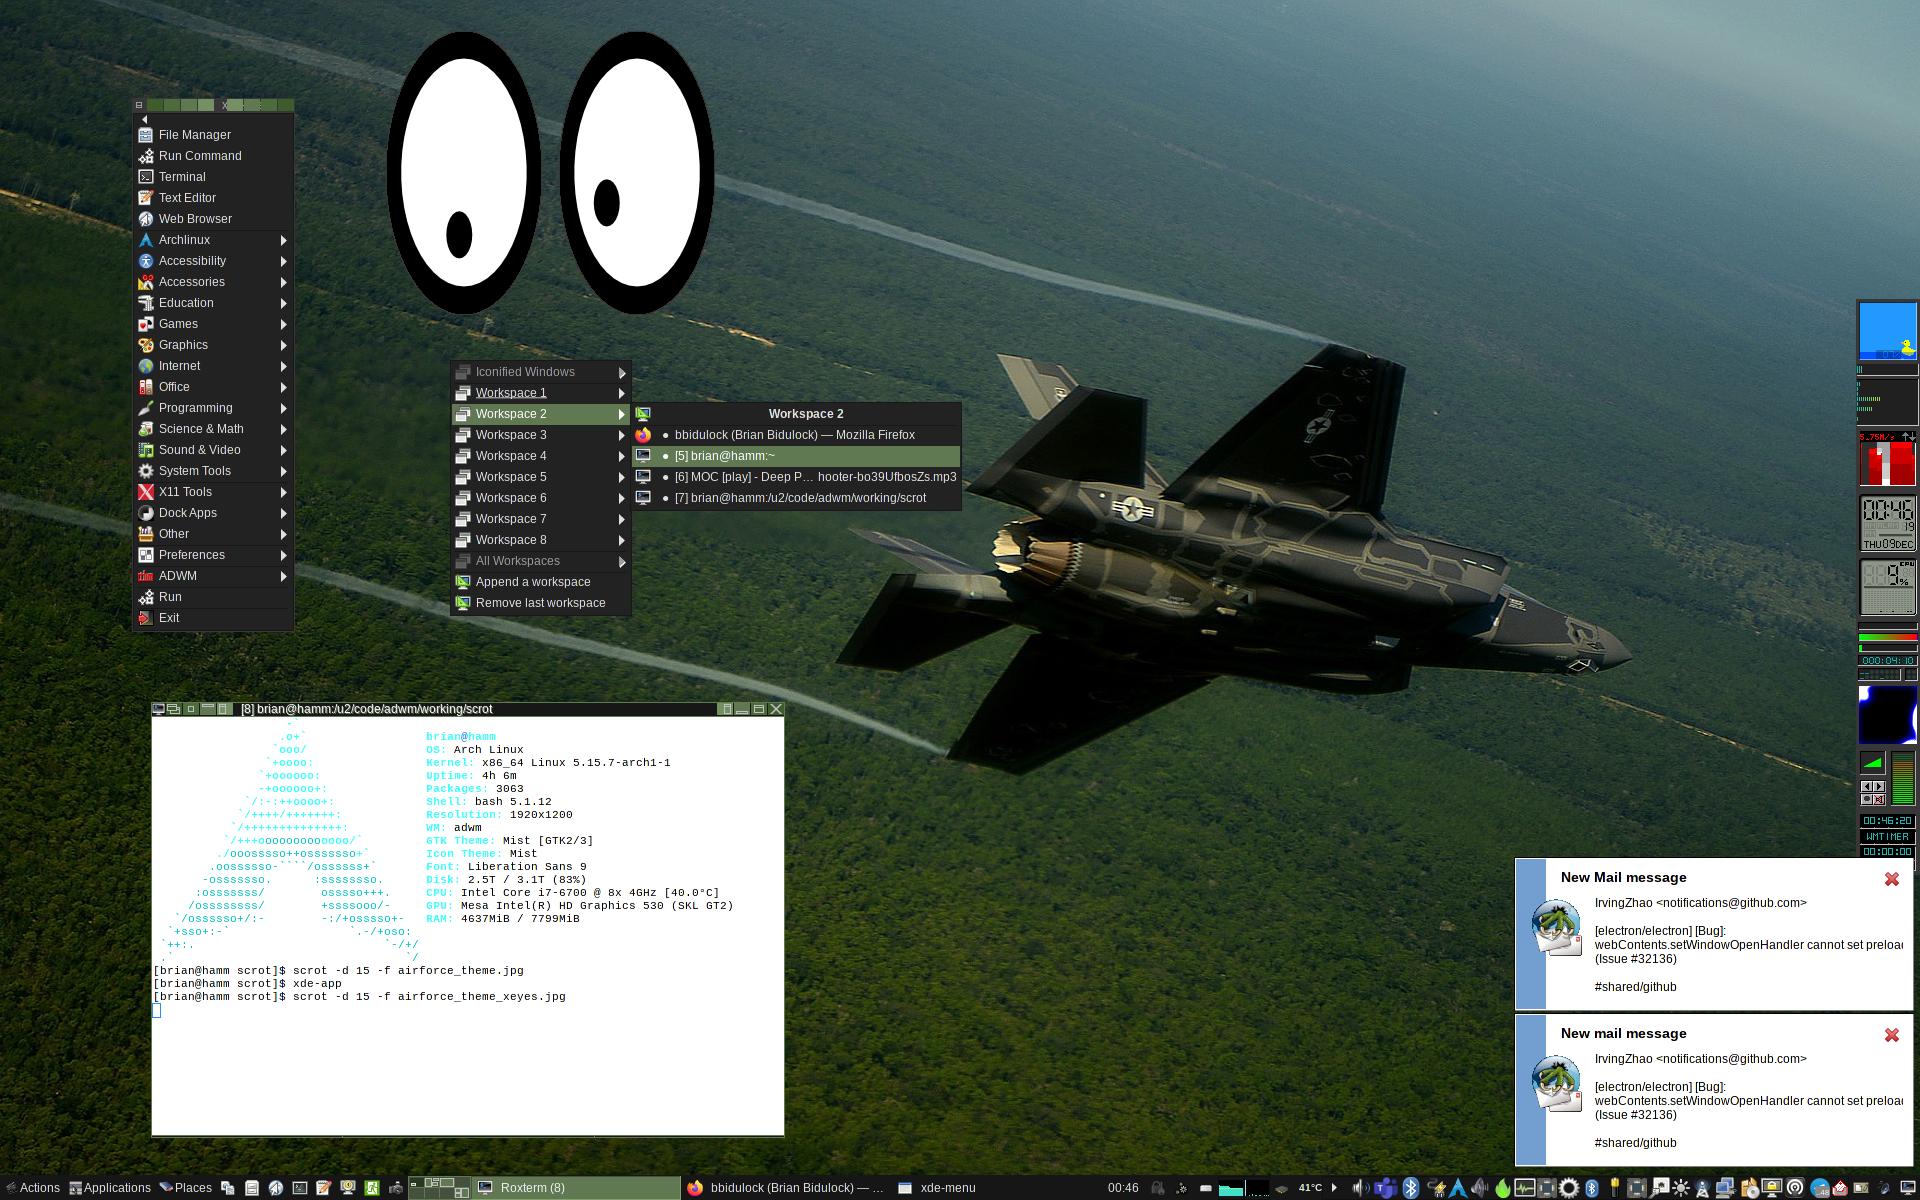 File Manager
Run Command
Terminal
Text Editor
Web Browser
Archlinux
Accessibility
Accessories
Education
Games
Graphics
Internet
Office
Programming
Science & Math
Sound & Video
System Tools
X11 Tools
Dock Apps
Other
Preferences
ADWM
Run
Exit
Iconified Windows
Workspace 1
Workspace 2
Workspace 3
Workspace 4
Workspace 5
Workspace 6
Workspace 7
Workspace 8
All Workspaces
Append a workspace
Remove last workspace
Workspace 2
● bbidulock (Brian Bidulock) — Mozilla Firefox
● [5] brian@hamm:~
● [6] MOC [play] - Deep P... hooter-bo39UfbosZs.mp3
● [7] brian@hamm:/u2/code/adwm/working/scrot
[8] brian@hamm:/u2/code/adwm/working/scrot
brian@hamm
OS: Arch Linux
Kernel: x86_64 Linux 5.15.7-arch1-1
Uptime: 4h 6m
Packages: 3063
Shell: bash 5.1.12
Resolution: 1920x1200
WM: adwm
GTK Theme: Mist [GTK2/3]
Icon Theme: Mist
Font: Liberation Sans 9
Disk: 2.5T / 3.1T (83%)
CPU: Intel Core i7-6700 @ 8x 4GHz [40.0°C]
GPU: Mesa Intel(R) HD Graphics 530 (SKL GT2)
RAM: 4637MiB / 7799MiB
[brian@hamm scrot]$ scrot -d 15 -f airforce_theme.jpg
[brian@hamm scrot]$ xde-app
[brian@hamm scrot]$ scrot -d 15 -f airforce_theme_xeyes.jpg
5.75M/s
00:46
19
THU09DEC
CPU
9%
000:04:10
00:46:20
WMTIMER
00:00:00
New Mail message
IrvingZhao <notifications@github.com>
[electron/electron] [Bug]:
webContents.setWindowOpenHandler cannot set preload
(Issue #32136)
#shared/github
New mail message
IrvingZhao <notifications@github.com>
[electron/electron] [Bug]:
webContents.setWindowOpenHandler cannot set preload
(Issue #32136)
#shared/github
Actions Applications Places Roxterm (8) bbidulock (Brian Bidulock) — ... xde-menu 00:46 41°C